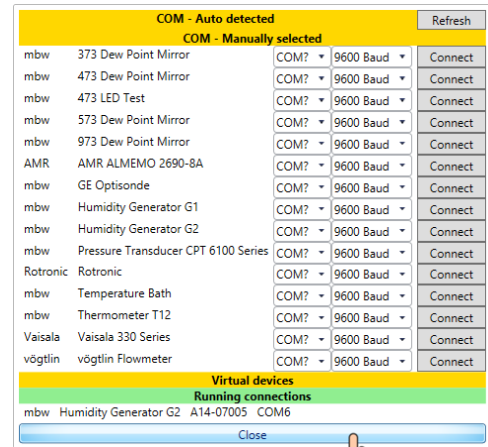 COM - Auto detected Refresh
COM - Manually selected
mbw 373 Dew Point Mirror COM? 9600 Baud Connect
mbw 473 Dew Point Mirror COM? 9600 Baud Connect
mbw 473 LED Test COM? 9600 Baud Connect
mbw 573 Dew Point Mirror COM? 9600 Baud Connect
mbw 973 Dew Point Mirror COM? 9600 Baud Connect
AMR AMR ALMEMO 2690-8A COM? 9600 Baud Connect
mbw GE Optisonde COM? 9600 Baud Connect
mbw Humidity Generator G1 COM? 9600 Baud Connect
mbw Humidity Generator G2 COM? 9600 Baud Connect
mbw Pressure Transducer CPT 6100 Series COM? 9600 Baud Connect
Rotronic Rotronic COM? 9600 Baud Connect
mbw Temperature Bath COM? 9600 Baud Connect
mbw Thermometer T12 COM? 9600 Baud Connect
Vaisala Vaisala 330 Series COM? 9600 Baud Connect
vögtlin vögtlin Flowmeter COM? 9600 Baud Connect
Virtual devices
Running connections
mbw Humidity Generator G2 A14-07005 COM6
Close